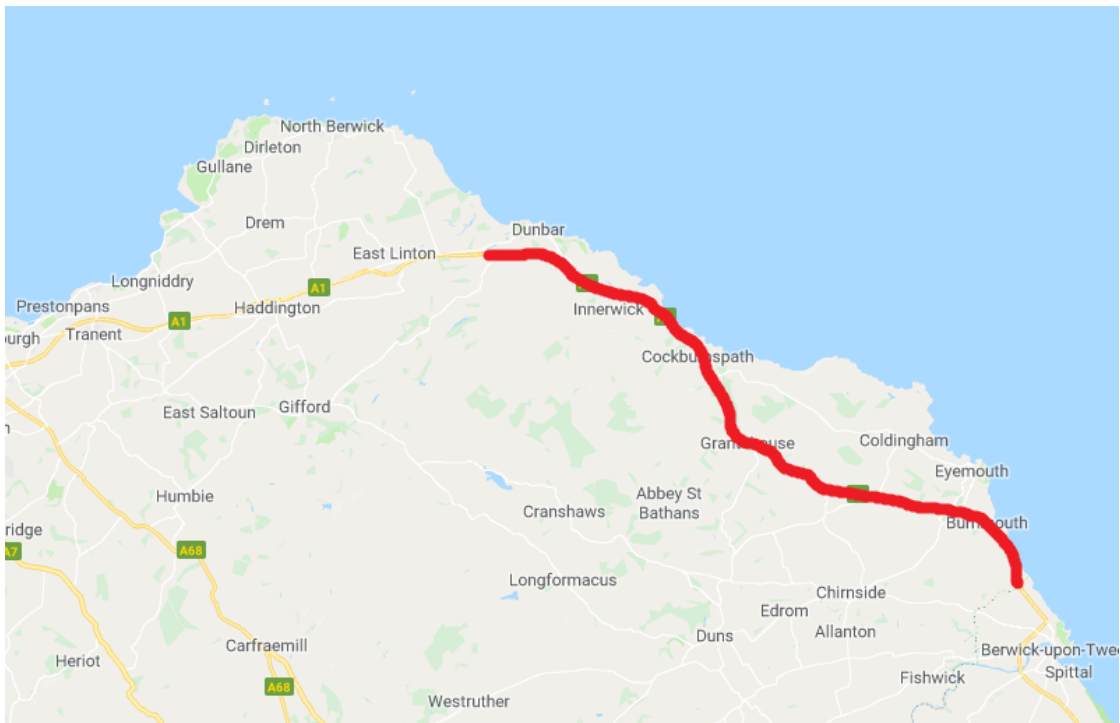 North Berwick
Dirleton
Gullane
Drem
Dunbar
East Linton
Longniddry
A1
Prestonpans
Haddington
Innerwick
A1
Tranent
Cockburnspath
East Saltoun
Gifford
Coldingham
Eyemouth
Humbie
Abbey St
Bathans
Cranshaws
A68
A7
Longformacus
Chirnside
Edrom
Allanton
Duns
Carfraemill
Heriot
Berwick-upon-Twee
Fishwick
Spittal
A68
Westruther